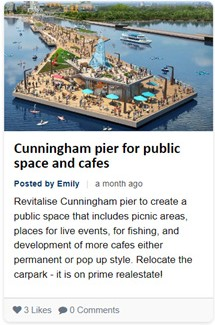 Cunningham pier for public
space and cafes
Posted by Emily | a month ago
Revitalise Cunningham pier to create a
public space that includes picnic areas,
places for live events, for fishing, and
development of more cafes either
permanent or pop up style. Relocate the
carpark - it is on prime realestate!
3 Likes 0 Comments